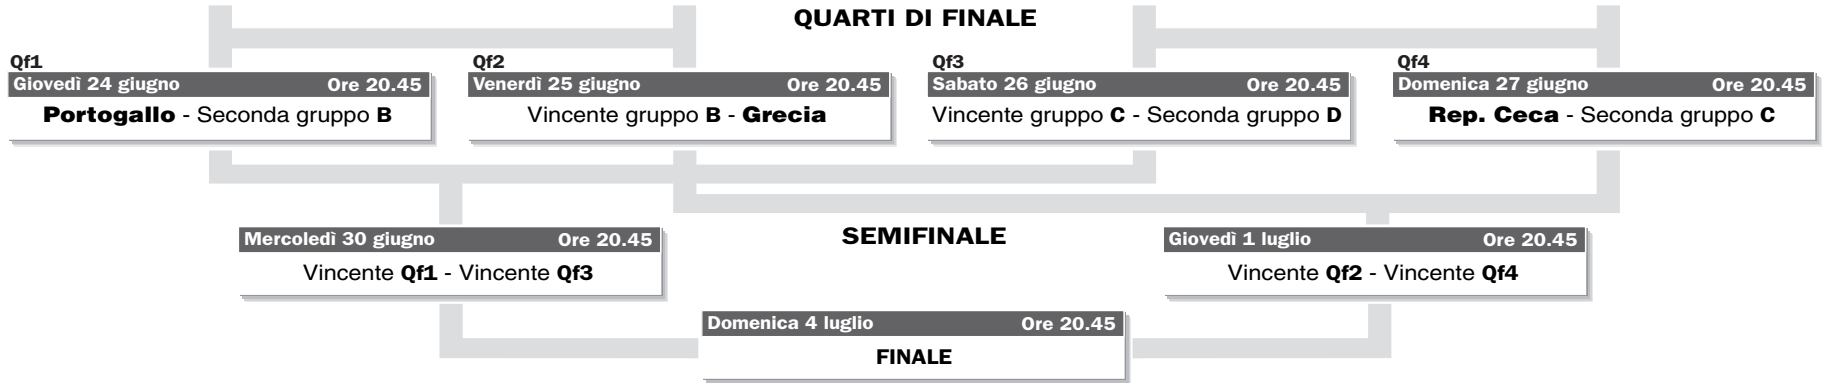 QUARTI DI FINALE
Qf1
Giovedì 24 giugno Ore 20.45
Portogallo - Seconda gruppo B
Qf2
Venerdì 25 giugno Ore 20.45
Vincente gruppo B - Grecia
Qf3
Sabato 26 giugno Ore 20.45
Vincente gruppo C - Seconda gruppo D
Qf4
Domenica 27 giugno Ore 20.45
Rep. Ceca - Seconda gruppo C
SEMIFINALE
Mercoledì 30 giugno Ore 20.45
Vincente Qf1 - Vincente Qf3
Giovedì 1 luglio Ore 20.45
Vincente Qf2 - Vincente Qf4
Domenica 4 luglio Ore 20.45
FINALE